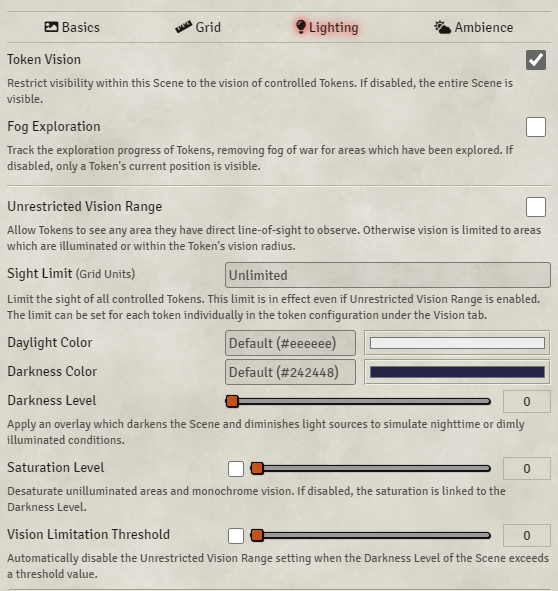 Basics Grid Lighting Ambience
Token Vision
Restrict visibility within this Scene to the vision of controlled Tokens. If disabled, the entire Scene is
visible.
Fog Exploration
Track the exploration progress of Tokens, removing fog of war for areas which have been explored. If
disabled, only a Token's current position is visible.
Unrestricted Vision Range
Allow Tokens to see any area they have direct line-of-sight to observe. Otherwise vision is limited to areas
which are illuminated or within the Token's vision radius.
Sight Limit (Grid Units) Unlimited
Limit the sight of all controlled Tokens. This limit is in effect even if Unrestricted Vision Range is enabled.
The limit can be set for each token individually in the token configuration under the Vision tab.
Daylight Color Default (#eeeeee)
Darkness Color Default (#242448)
Darkness Level 0
Apply an overlay which darkens the Scene and diminishes light sources to simulate nighttime or dimly
illuminated conditions.
Saturation Level 0
Desaturate unilluminated areas and monochrome vision. If disabled, the saturation is linked to the
Darkness Level.
Vision Limitation Threshold 0
Automatically disable the Unrestricted Vision Range setting when the Darkness Level of the Scene exceeds
a threshold value.